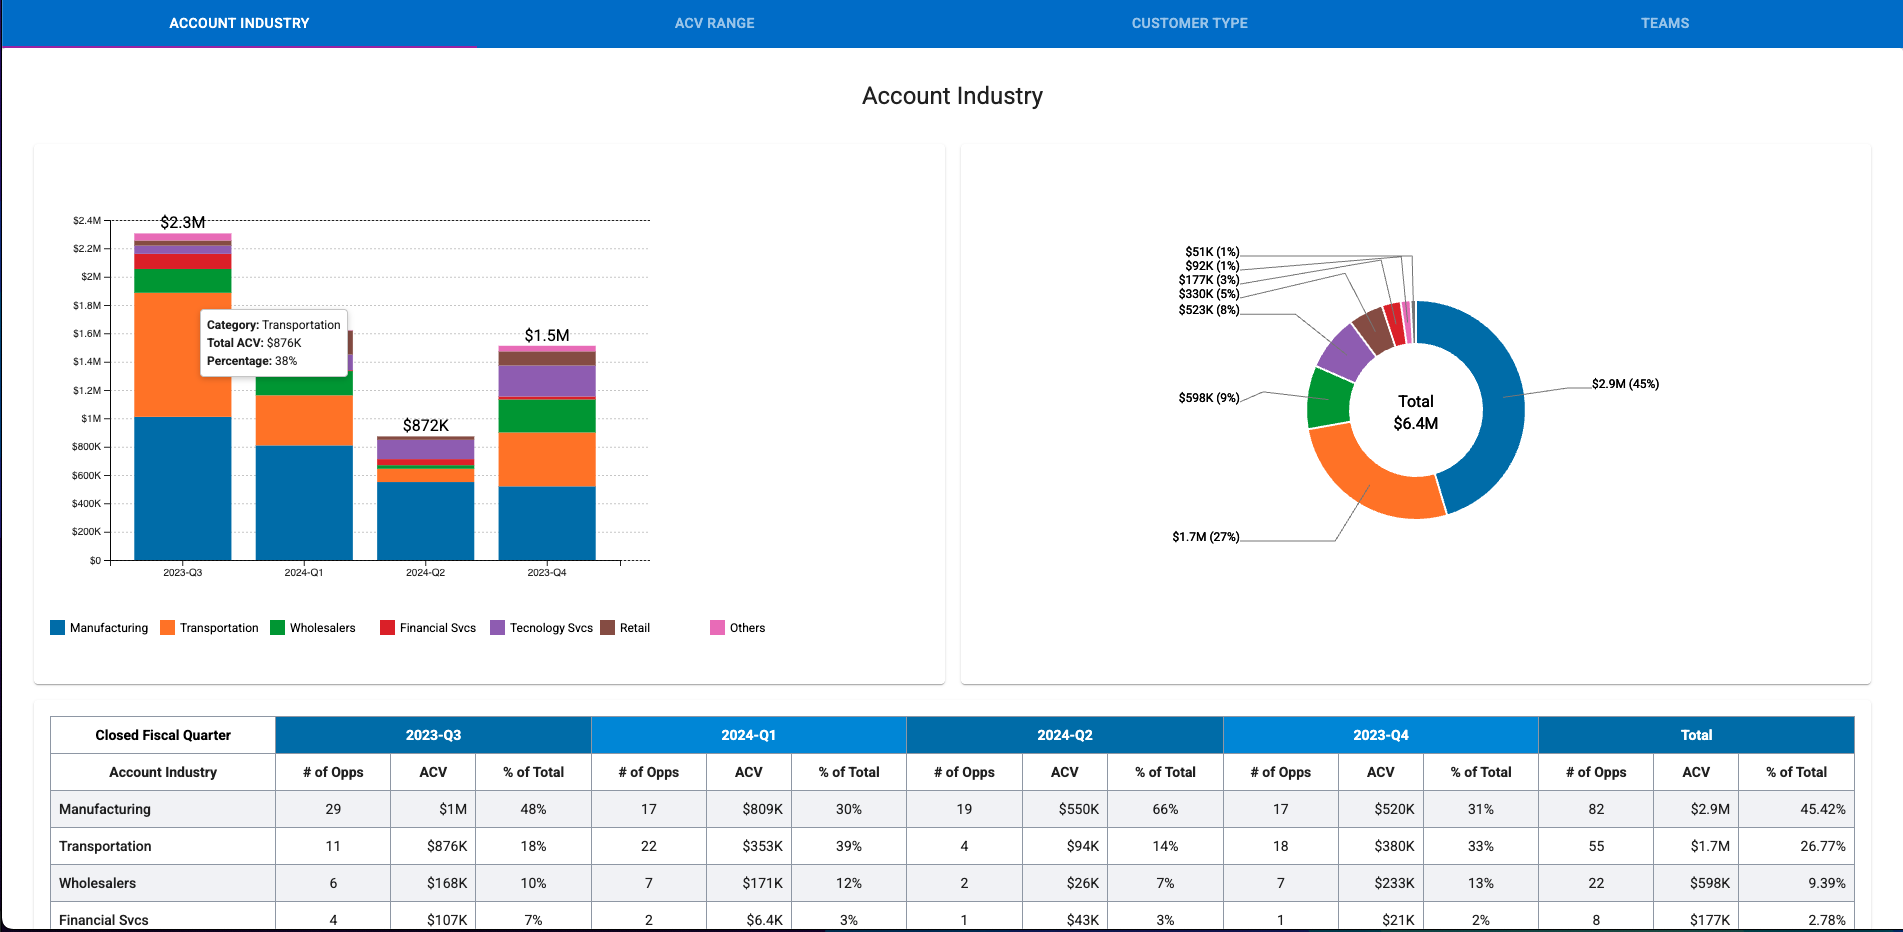 ACCOUNT INDUSTRY ACV RANGE CUSTOMER TYPE TEAMS
Account Industry
$2.4M
$2.2M
$2M
$1.8M
$1.6M
$1.4M
$1.2M
$1M
$800K
$600K
$400K
$200K
$0
$2.3M
$872K
$1.5M
Category: Transportation
Total ACV: $876K
Percentage: 38%
2023-Q3 2024-Q1 2024-Q2 2023-Q4
Manufacturing Transportation Wholesalers Financial Svcs Tecnology Svcs Retail Others
$51K (1%)
$92K (1%)
$177K (3%)
$330K (5%)
$523K (8%)
$598K (9%)
$1.7M (27%)
$2.9M (45%)
Total
$6.4M
Closed Fiscal Quarter 2023-Q3 2024-Q1 2024-Q2 2023-Q4 Total
Account Industry # of Opps ACV % of Total # of Opps ACV % of Total # of Opps ACV % of Total # of Opps ACV % of Total # of Opps ACV % of Total
Manufacturing 29 $1M 48% 17 $809K 30% 19 $550K 66% 17 $520K 31% 82 $2.9M 45.42%
Transportation 11 $876K 18% 22 $353K 39% 4 $94K 14% 18 $380K 33% 55 $1.7M 26.77%
Wholesalers 6 $168K 10% 7 $171K 12% 2 $26K 7% 7 $233K 13% 22 $598K 9.39%
Financial Svcs 4 $107K 7% 2 $6.4K 3% 1 $43K 3% 1 $21K 2% 8 $177K 2.78%